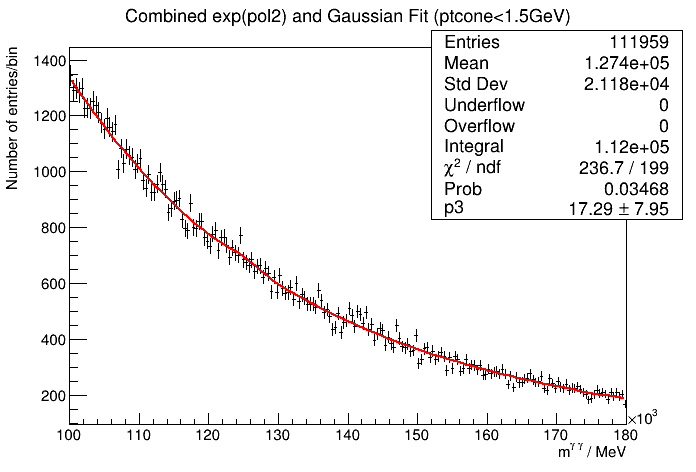 Combined exp(pol2) and Gaussian Fit (ptcone<1.5GeV)
Number of entries/bin
Entries 111959
Mean 1.274e+05
Std Dev 2.118e+04
Underflow 0
Overflow 0
Integral 1.12e+05
χ² / ndf 236.7 / 199
Prob 0.03468
p3 17.29 ± 7.95
1400
1200
1000
800
600
400
200
100 110 120 130 140 150 160 170 180
×10³
m^γγ / MeV